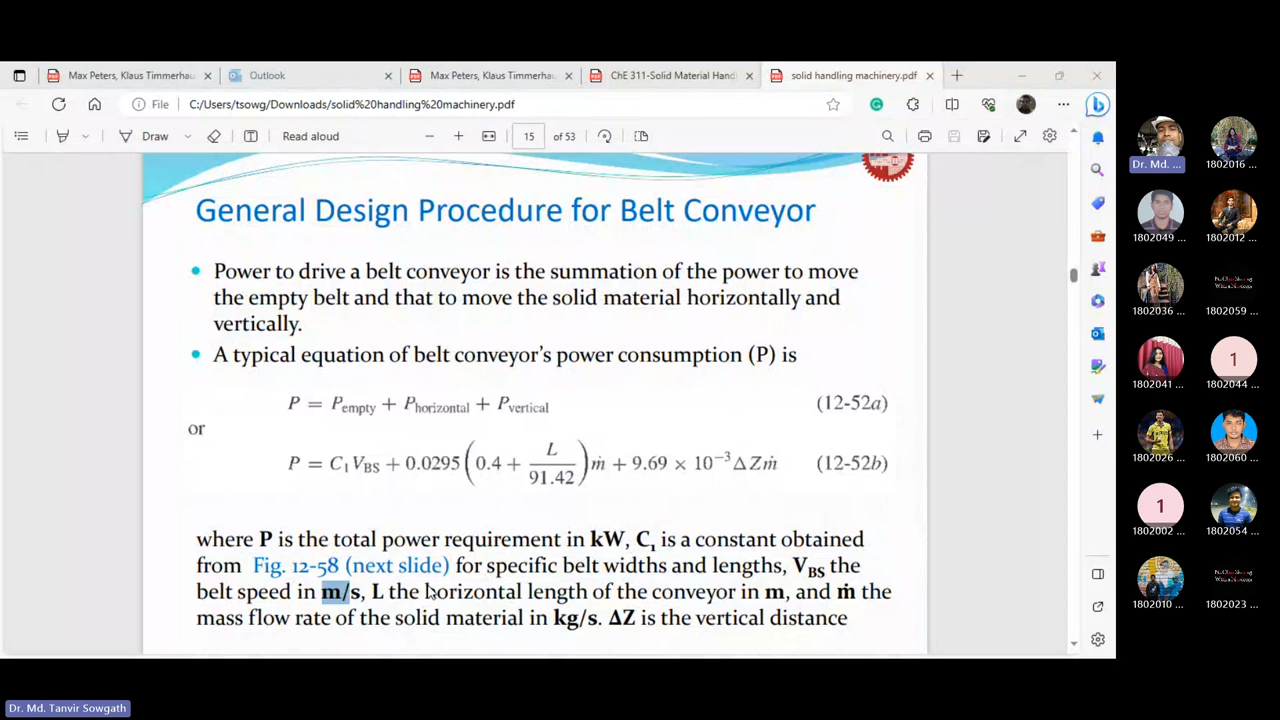 Max Peters, Klaus Timmerhau
Outlook
Max Peters, Klaus Timmerhau
ChE 311-Solid Material Hand
solid handling machinery.pdf
File
C:/Users/tsowg/Downloads/solid%20handling%20machinery.pdf
Draw
Read aloud
15
of 53
General Design Procedure for Belt Conveyor
Power to drive a belt conveyor is the summation of the power to move
the empty belt and that to move the solid material horizontally and
vertically.
A typical equation of belt conveyor's power consumption (P) is
P = Pempty + Phorizontal + Pvertical (12-52a)
or
P = C₁VBS + 0.0295(0.4 + L/91.42)ṁ + 9.69 × 10⁻³ΔZṁ (12-52b)
where P is the total power requirement in kW, C₁ is a constant obtained
from Fig. 12-58 (next slide) for specific belt widths and lengths, VBS the
belt speed in m/s, L the horizontal length of the conveyor in m, and ṁ the
mass flow rate of the solid material in kg/s. ΔZ is the vertical distance
Dr. Md. ...
1802016 ...
1802049 ...
1802012 ...
1802036 ...
1802059 ...
1802041 ...
1
1802044 ...
1802026 ...
1802060 ...
1
1802002 ...
1802054 ...
1802010 ...
1802023 ...
Dr. Md. Tanvir Sowgath